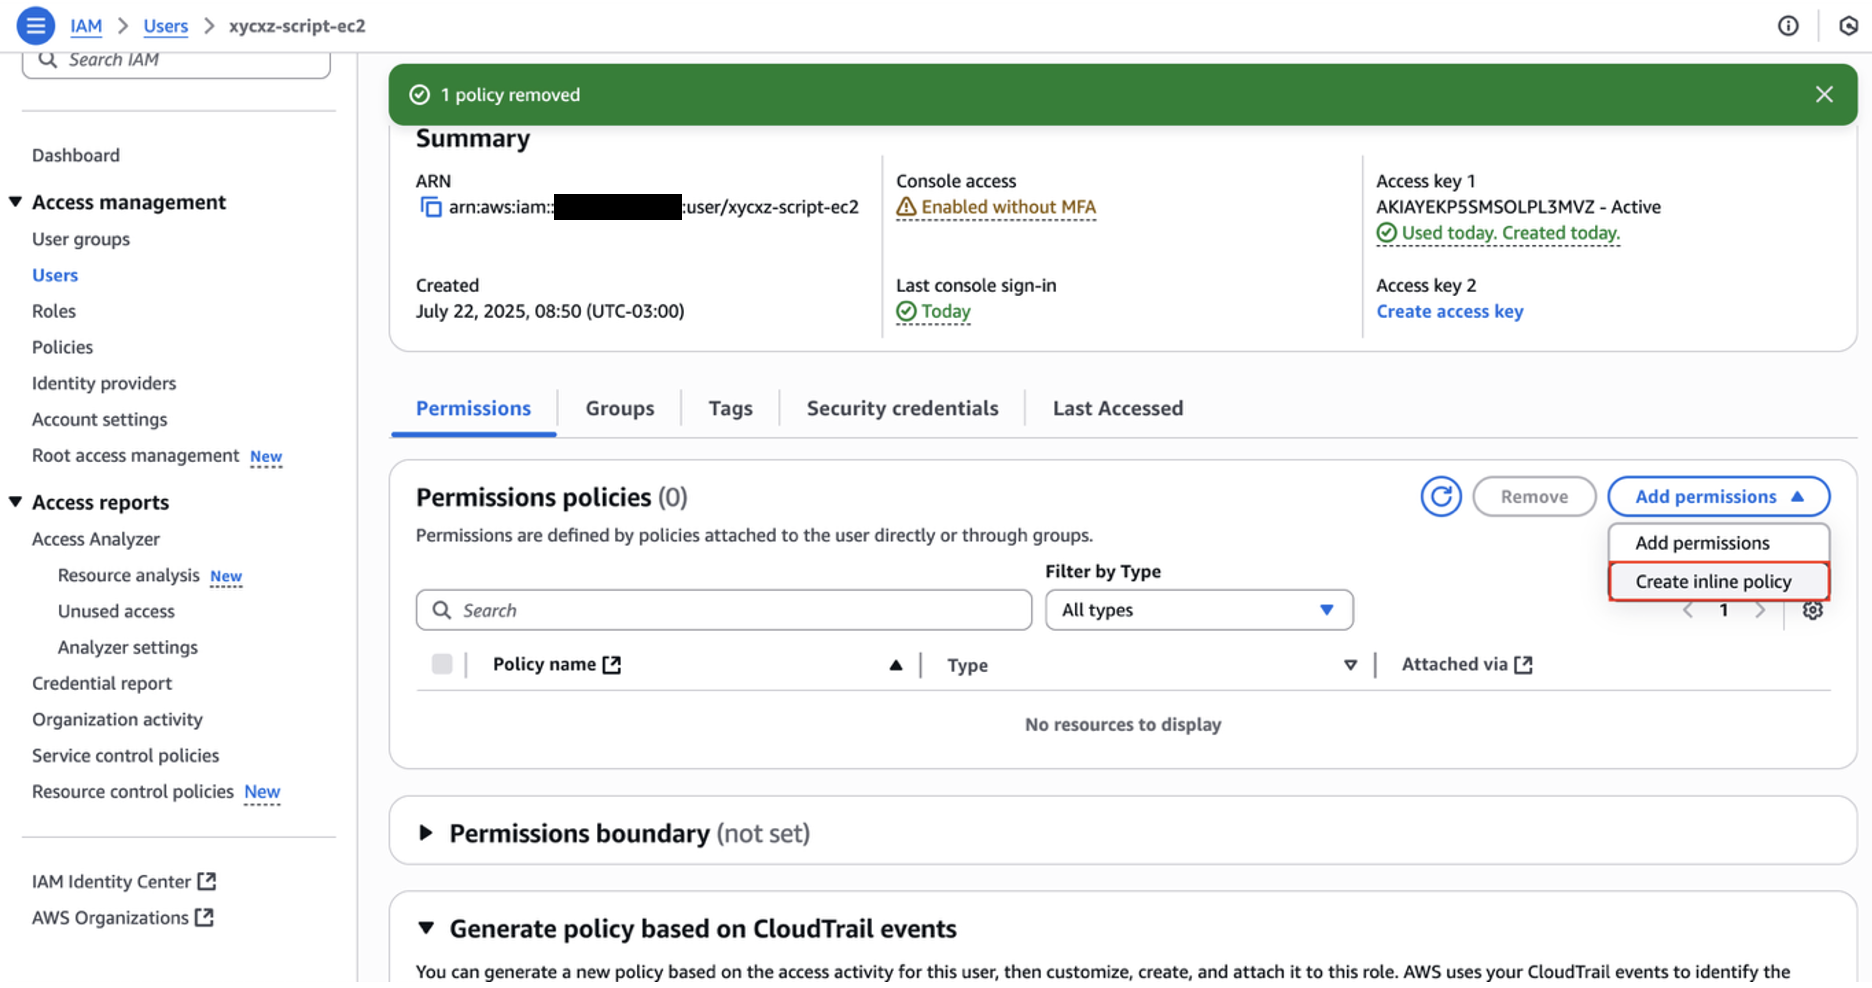 IAM > Users > xycxz-script-ec2
Search IAM
1 policy removed
Dashboard
Access management
User groups
Users
Roles
Policies
Identity providers
Account settings
Root access management New
Access reports
Access Analyzer
Resource analysis New
Unused access
Analyzer settings
Credential report
Organization activity
Service control policies
Resource control policies New
IAM Identity Center
AWS Organizations
Summary
ARN
arn:aws:iam:: :user/xycxz-script-ec2
Created
July 22, 2025, 08:50 (UTC-03:00)
Console access
Enabled without MFA
Last console sign-in
Today
Access key 1
AKIAYEKP5SMSOLPL3MVZ - Active
Used today. Created today.
Access key 2
Create access key
Permissions
Groups
Tags
Security credentials
Last Accessed
Permissions policies (0)
Remove
Add permissions
Add permissions
Create inline policy
Permissions are defined by policies attached to the user directly or through groups.
Filter by Type
Search
All types
1
Policy name
Type
Attached via
No resources to display
Permissions boundary (not set)
Generate policy based on CloudTrail events
You can generate a new policy based on the access activity for this user, then customize, create, and attach it to this role. AWS uses your CloudTrail events to identify the